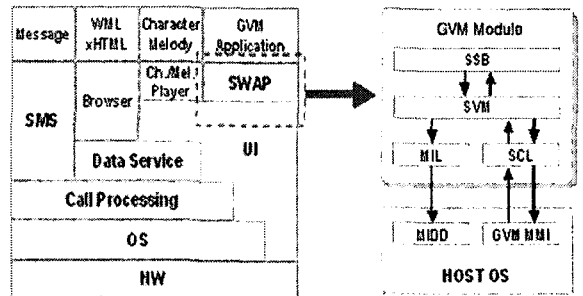 Message
WML
xHTML
Character
Melody
GVM
Application
SMS
Browser
Ch./Mel.
Player
SWAP
UI
Data Service
Call Processing
OS
HW
GVM Module
SSB
SVM
MIL
SCL
MIDD
GVM MMI
HOST OS